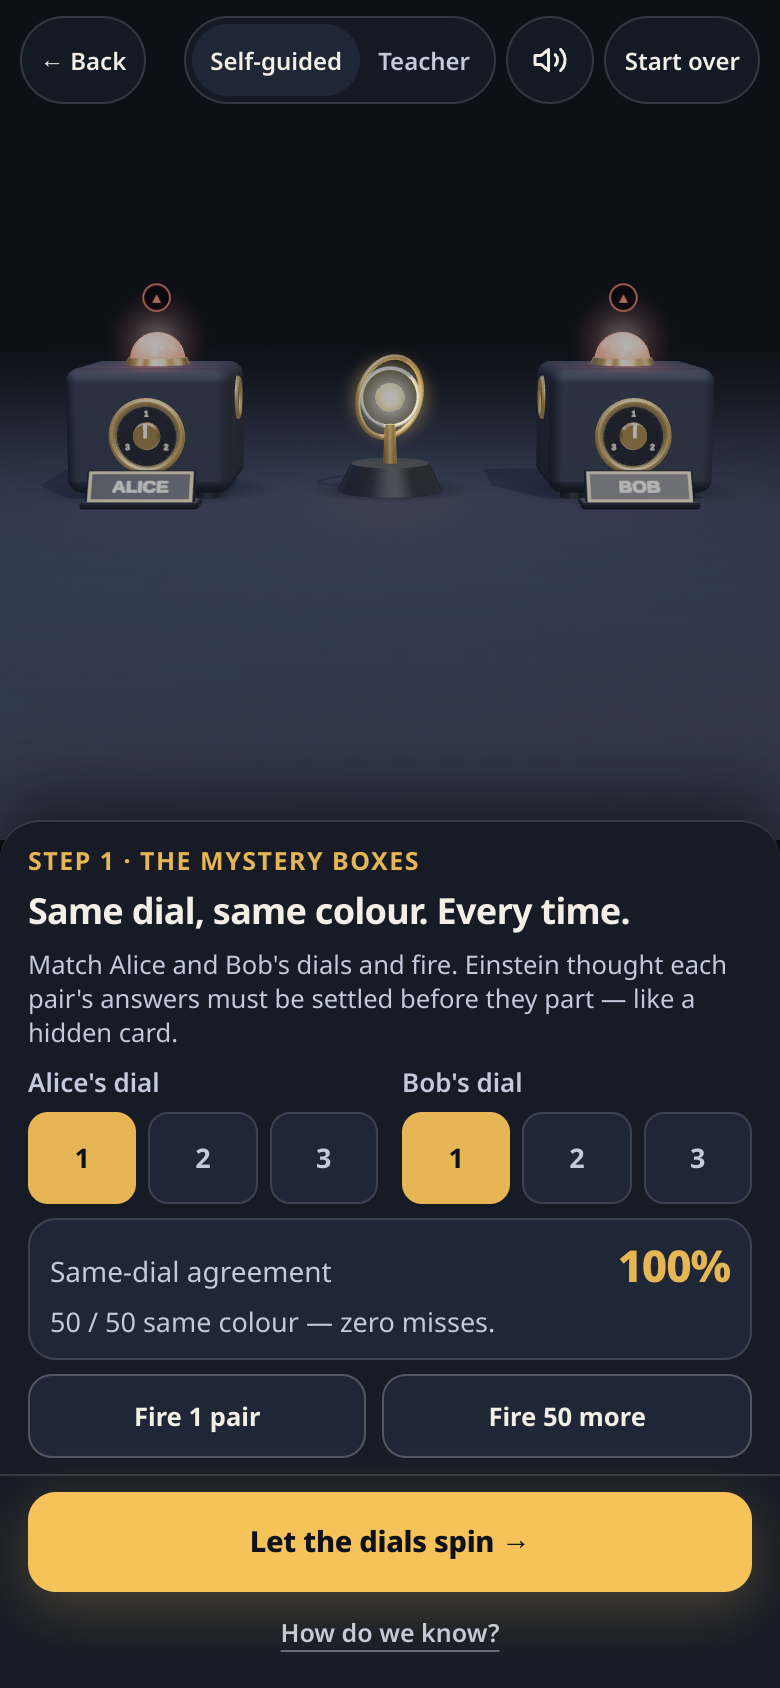 ← Back
Self-guided
Teacher
Start over
1
3 2
ALICE
1
3 2
BOB
STEP 1 · THE MYSTERY BOXES
Same dial, same colour. Every time.
Match Alice and Bob's dials and fire. Einstein thought each
pair's answers must be settled before they part — like a
hidden card.
Alice's dial
Bob's dial
1 2 3
1 2 3
Same-dial agreement
100%
50 / 50 same colour — zero misses.
Fire 1 pair
Fire 50 more
Let the dials spin →
How do we know?